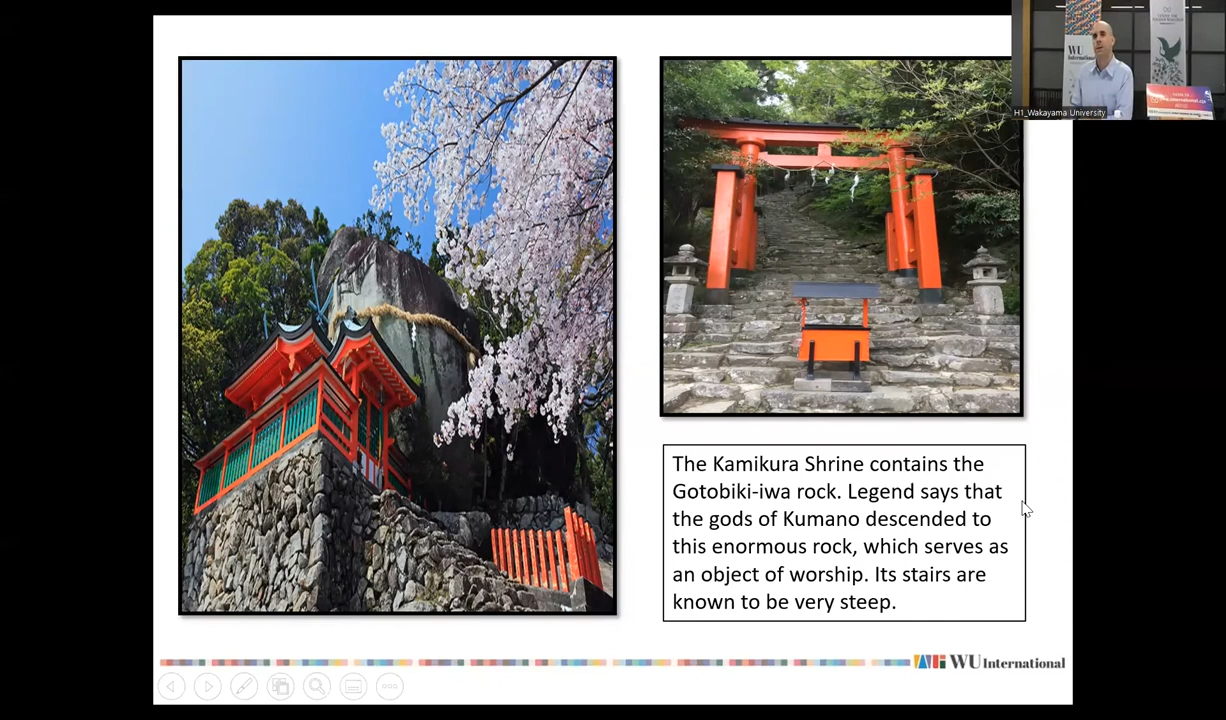 WU
International
H1_Wakayama University
The Kamikura Shrine contains the
Gotobiki-iwa rock. Legend says that
the gods of Kumano descended to
this enormous rock, which serves as
an object of worship. Its stairs are
known to be very steep.
WU International